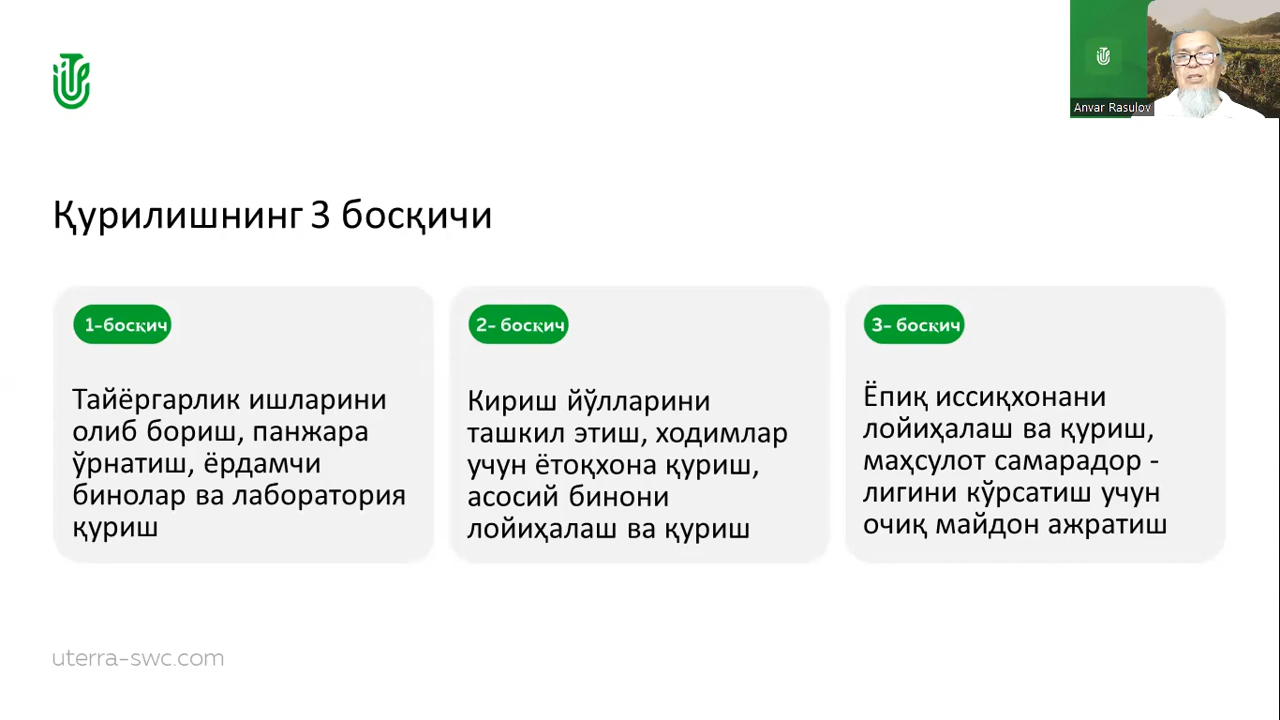 Anvar Rasulov
Қурилишнинг 3 босқичи
1-босқич
Тайёргарлик ишларини
олиб бориш, панжара
ўрнатиш, ёрдамчи
бинолар ва лаборатория
қуриш
2- босқич
Кириш йўлларини
ташкил этиш, ходимлар
учун ётоқхона қуриш,
асосий бинони
лойиҳалаш ва қуриш
3- босқич
Ёпиқ иссиқхонани
лойиҳалаш ва қуриш,
маҳсулот самарадор -
лигини кўрсатиш учун
очиқ майдон ажратиш
uterra-swc.com